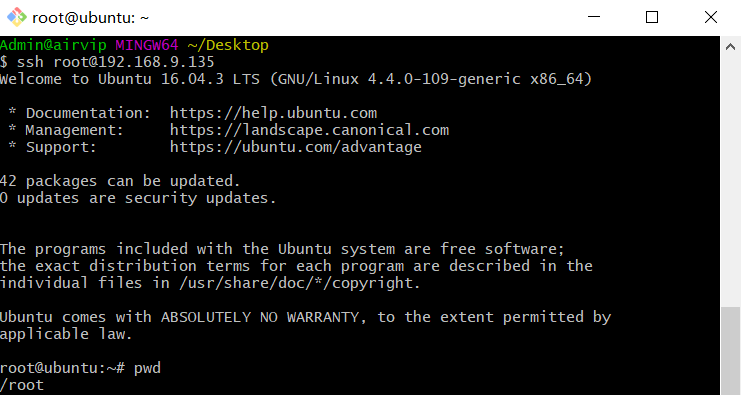 root@ubuntu: ~
Admin@airvip MINGW64 ~/Desktop
$ ssh root@192.168.9.135
Welcome to Ubuntu 16.04.3 LTS (GNU/Linux 4.4.0-109-generic x86_64)
* Documentation:  https://help.ubuntu.com
* Management:     https://landscape.canonical.com
* Support:        https://ubuntu.com/advantage
42 packages can be updated.
0 updates are security updates.
The programs included with the Ubuntu system are free software;
the exact distribution terms for each program are described in the
individual files in /usr/share/doc/*/copyright.
Ubuntu comes with ABSOLUTELY NO WARRANTY, to the extent permitted by
applicable law.
root@ubuntu:~# pwd
/root